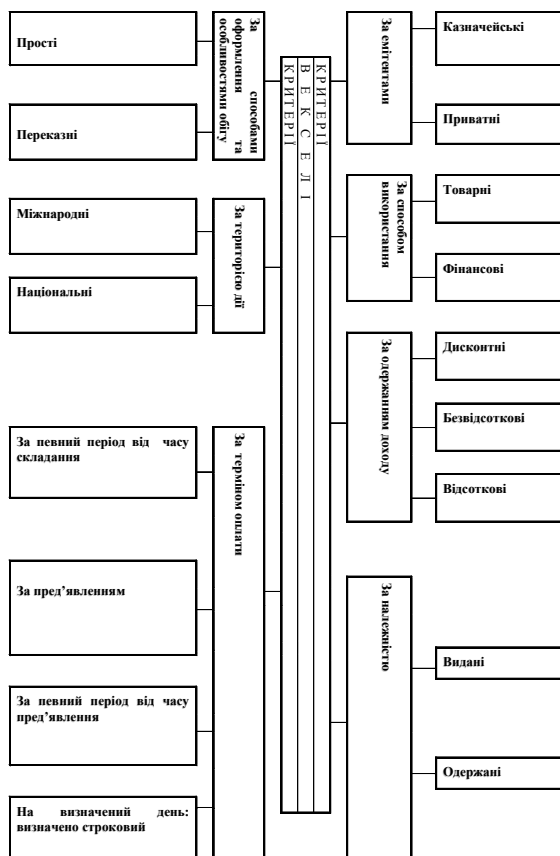 Прості
Переказні
За способами
оформлення та
особливостями обігу
Міжнародні
Національні
За територією дії
За певний період від часу
складання
За пред’явленням
За певний період від часу
пред’явлення
На визначений день:
визначено строковий
За терміном оплати
КРИТЕРІЇ
ВЕКСЕЛІ
КРИТЕРІЇ
За емітентами
Казначейські
Приватні
За способом
використання
Товарні
Фінансові
За одержанням доходу
Дисконтні
Безвідсоткові
Відсоткові
За належністю
Видані
Одержані